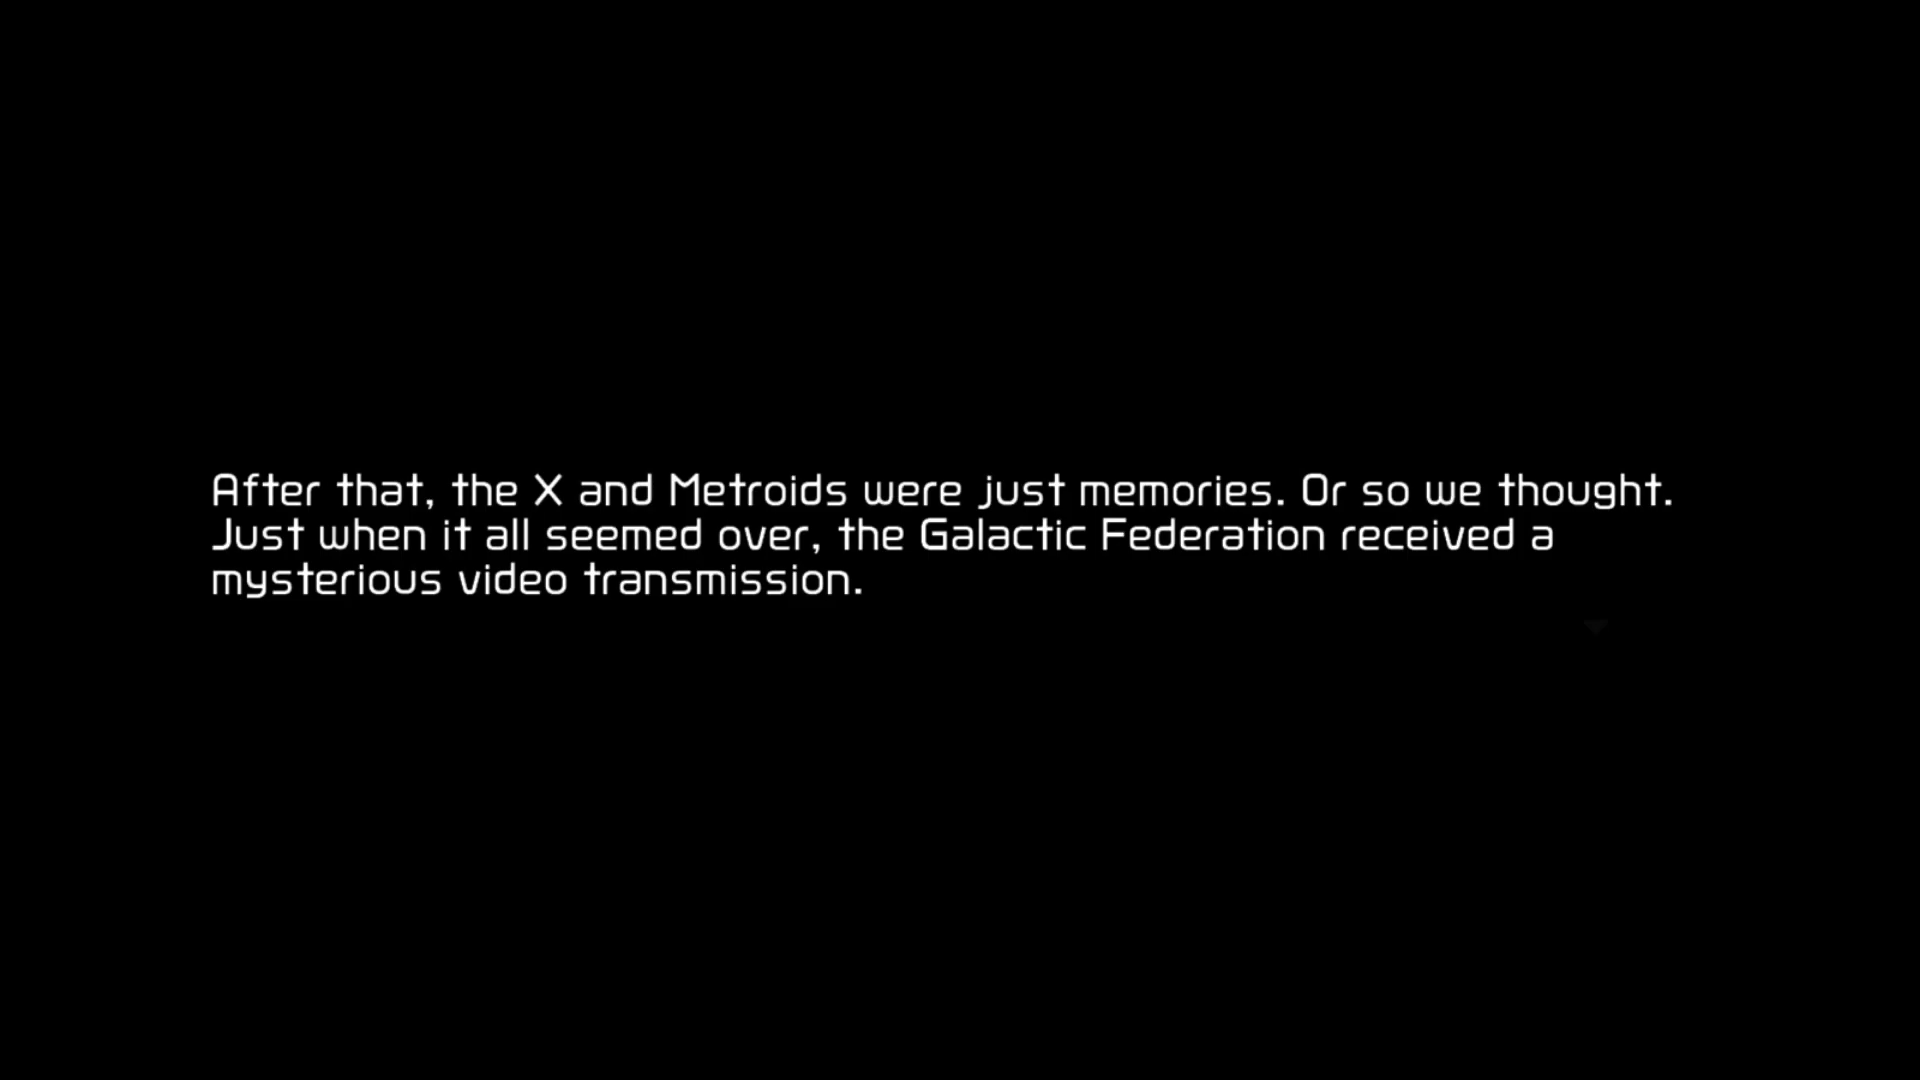 After that, the X and Metroids were just memories. Or so we thought.
Just when it all seemed over, the Galactic Federation received a
mysterious video transmission.